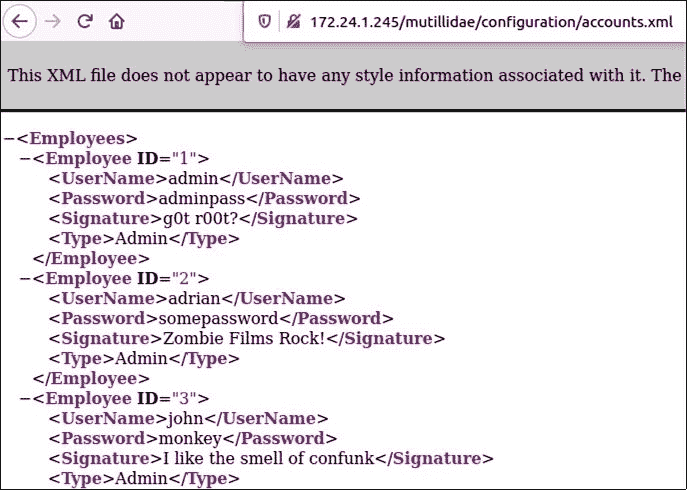 172.24.1.245/mutillidae/configuration/accounts.xml
This XML file does not appear to have any style information associated with it. The
−<Employees>
−<Employee ID="1">
<UserName>admin</UserName>
<Password>adminpass</Password>
<Signature>g0t r00t?</Signature>
<Type>Admin</Type>
</Employee>
−<Employee ID="2">
<UserName>adrian</UserName>
<Password>somepassword</Password>
<Signature>Zombie Films Rock!</Signature>
<Type>Admin</Type>
</Employee>
−<Employee ID="3">
<UserName>john</UserName>
<Password>monkey</Password>
<Signature>I like the smell of confunk</Signature>
<Type>Admin</Type>